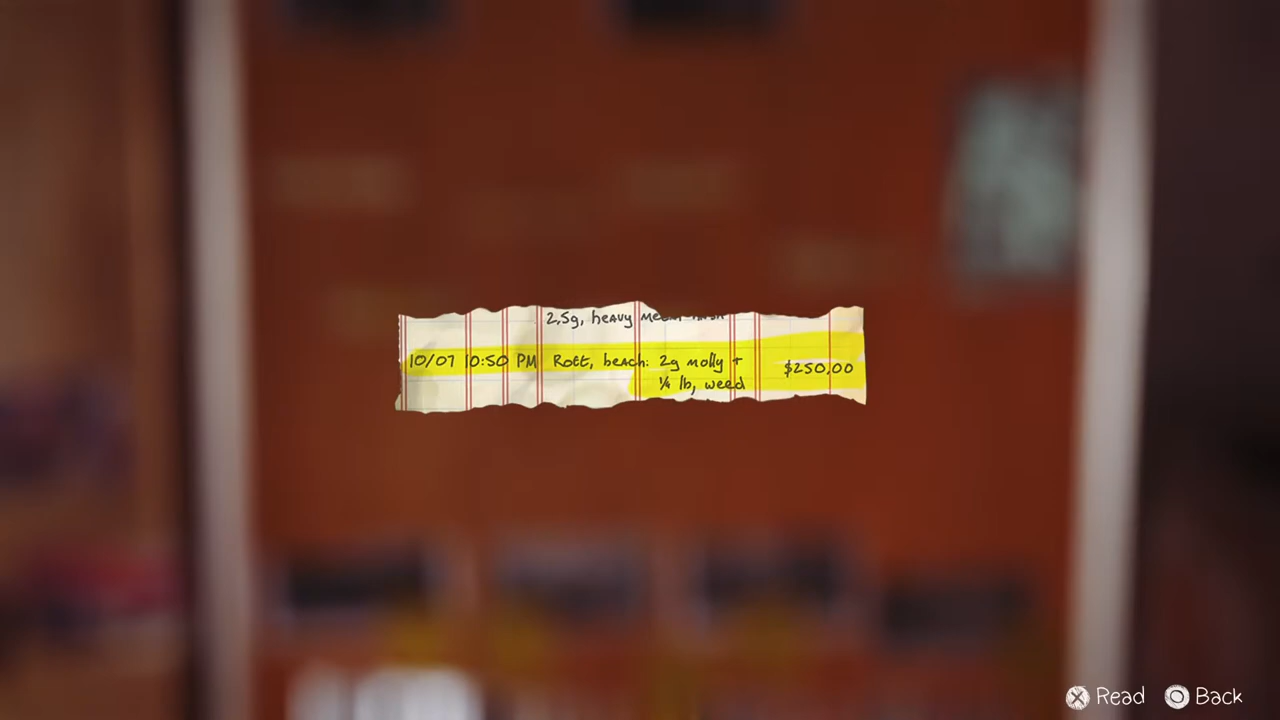 2,5g, heavy
10/07 10:50 PM Rott, beach: 2g molly +
$250,00
¼ lb, weed
Read Back